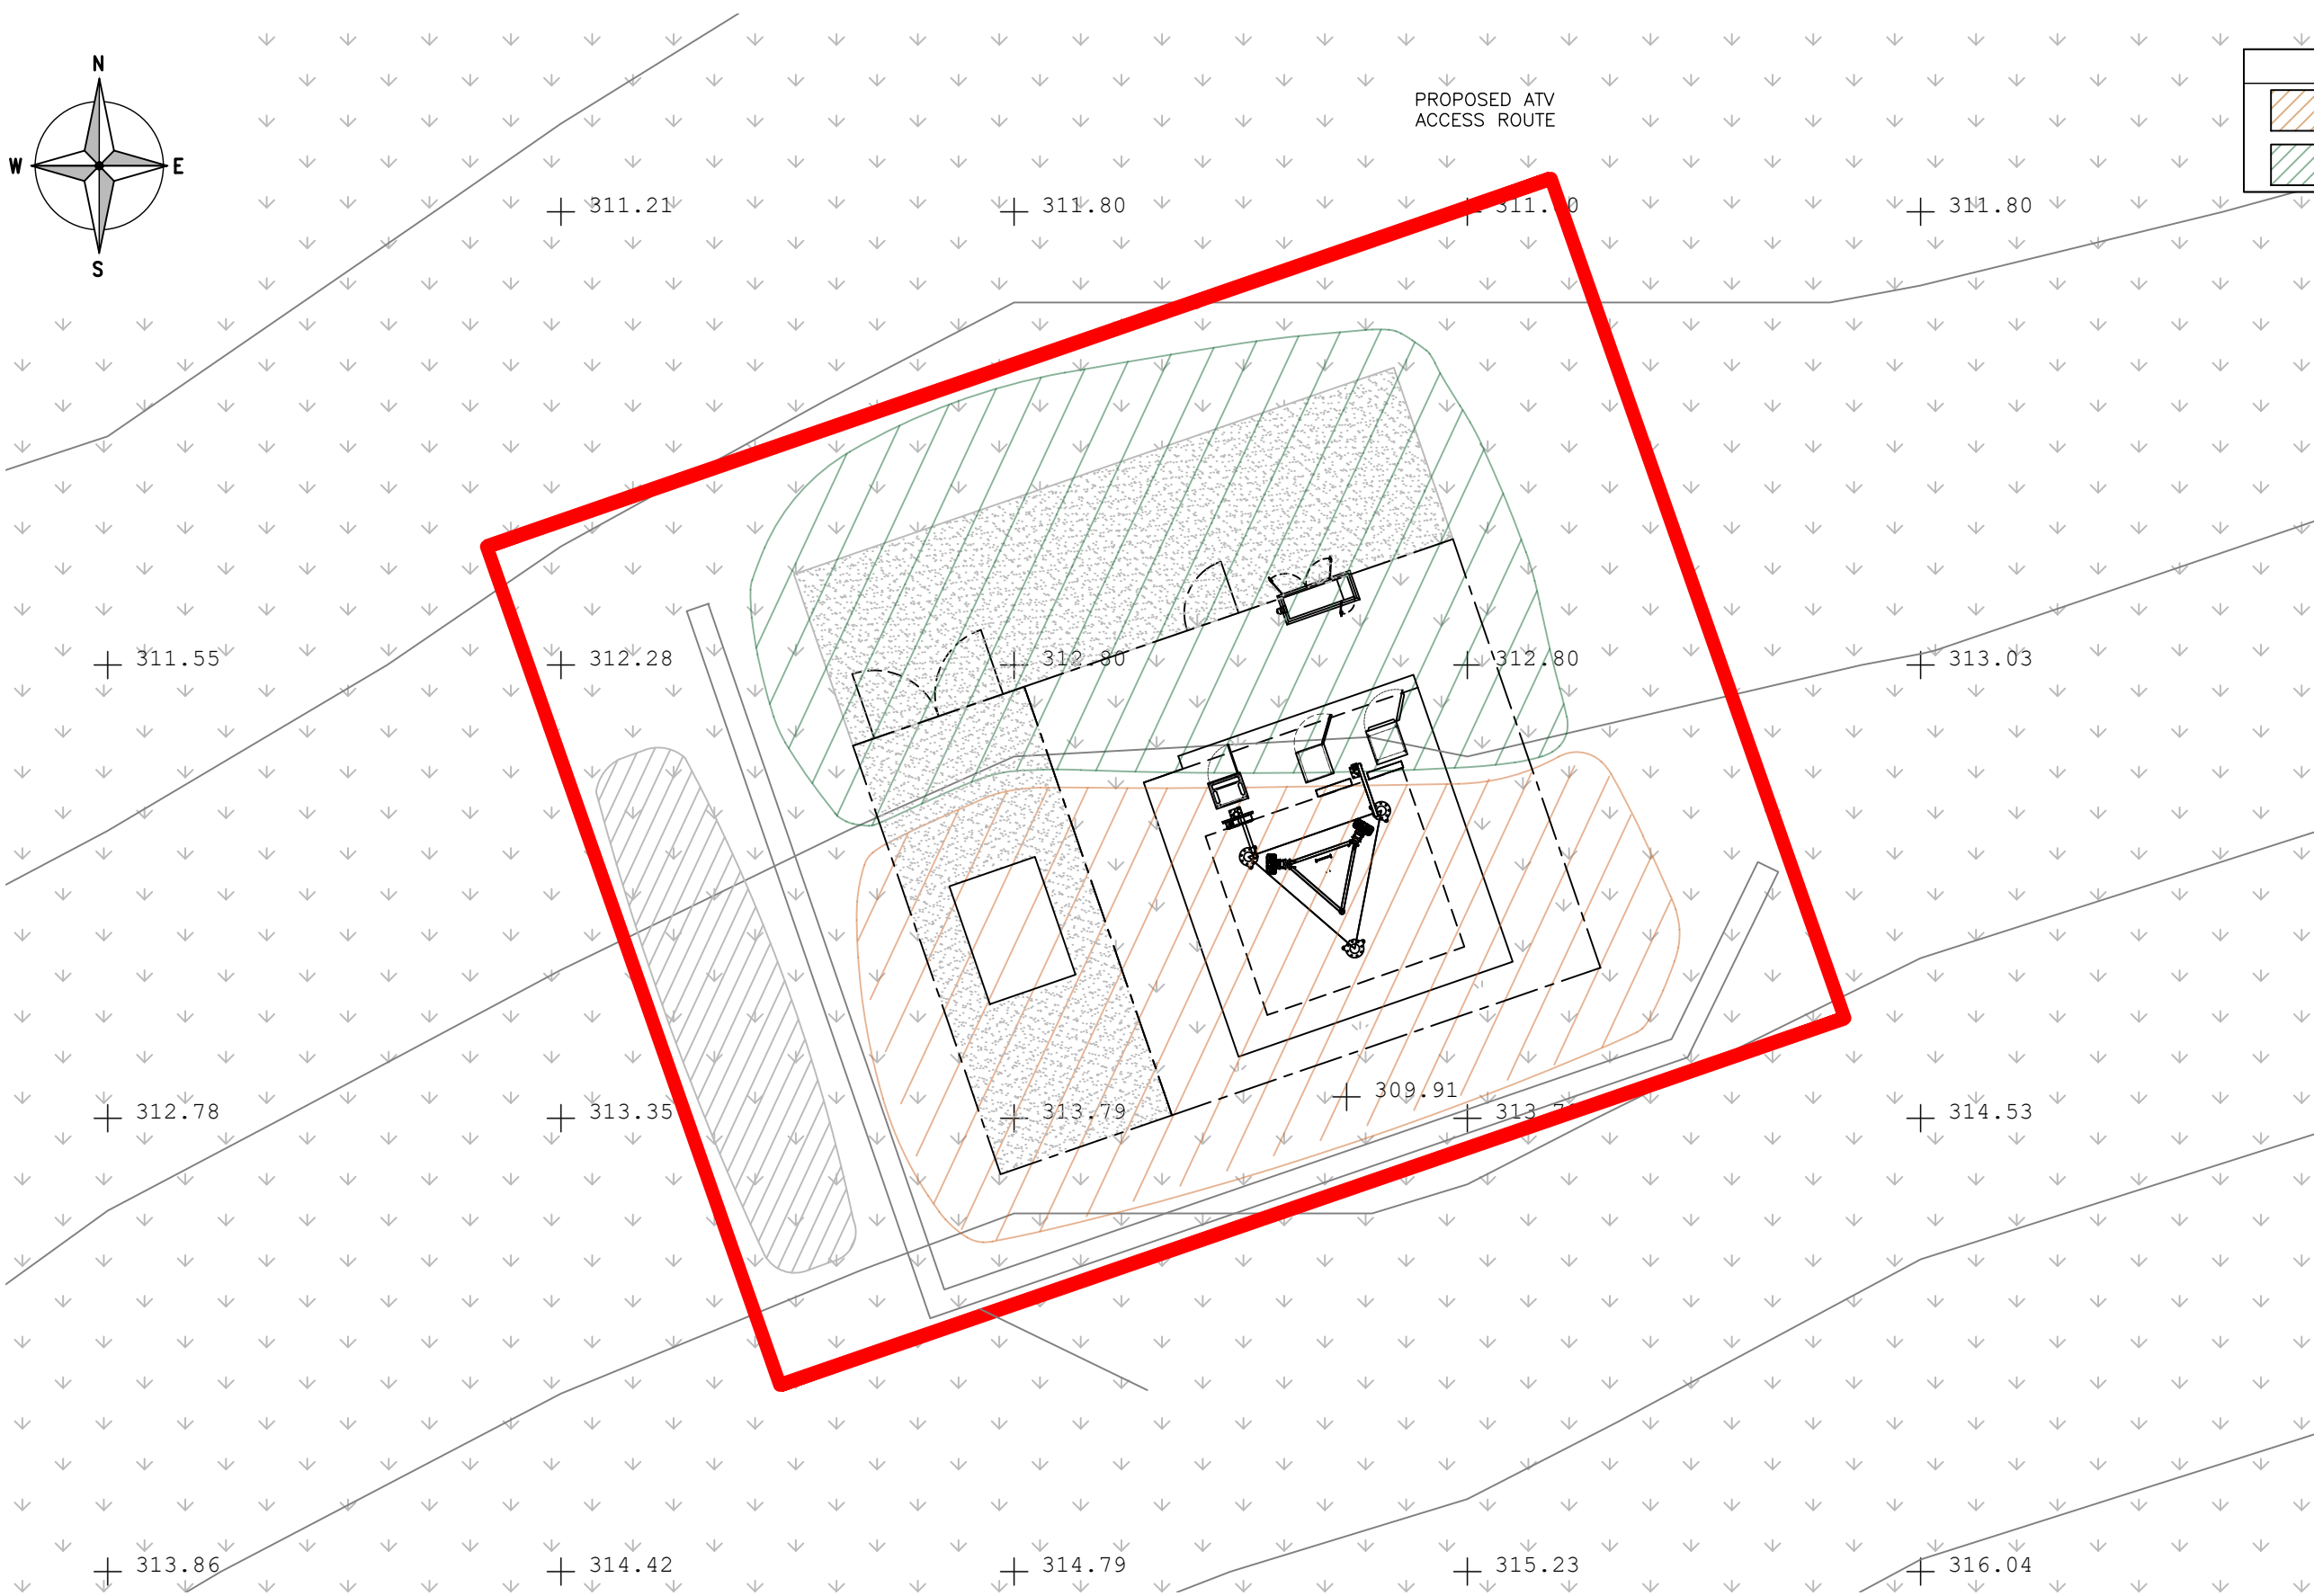 N
PROPOSED ATV
ACCESS ROUTE
W E
S
311.21 311.80 311.80
311.55 312.28 312.80 312.80 313.03
309.91
312.78 313.35 313.79 314.53
313.86 314.42 314.79 315.23 316.04